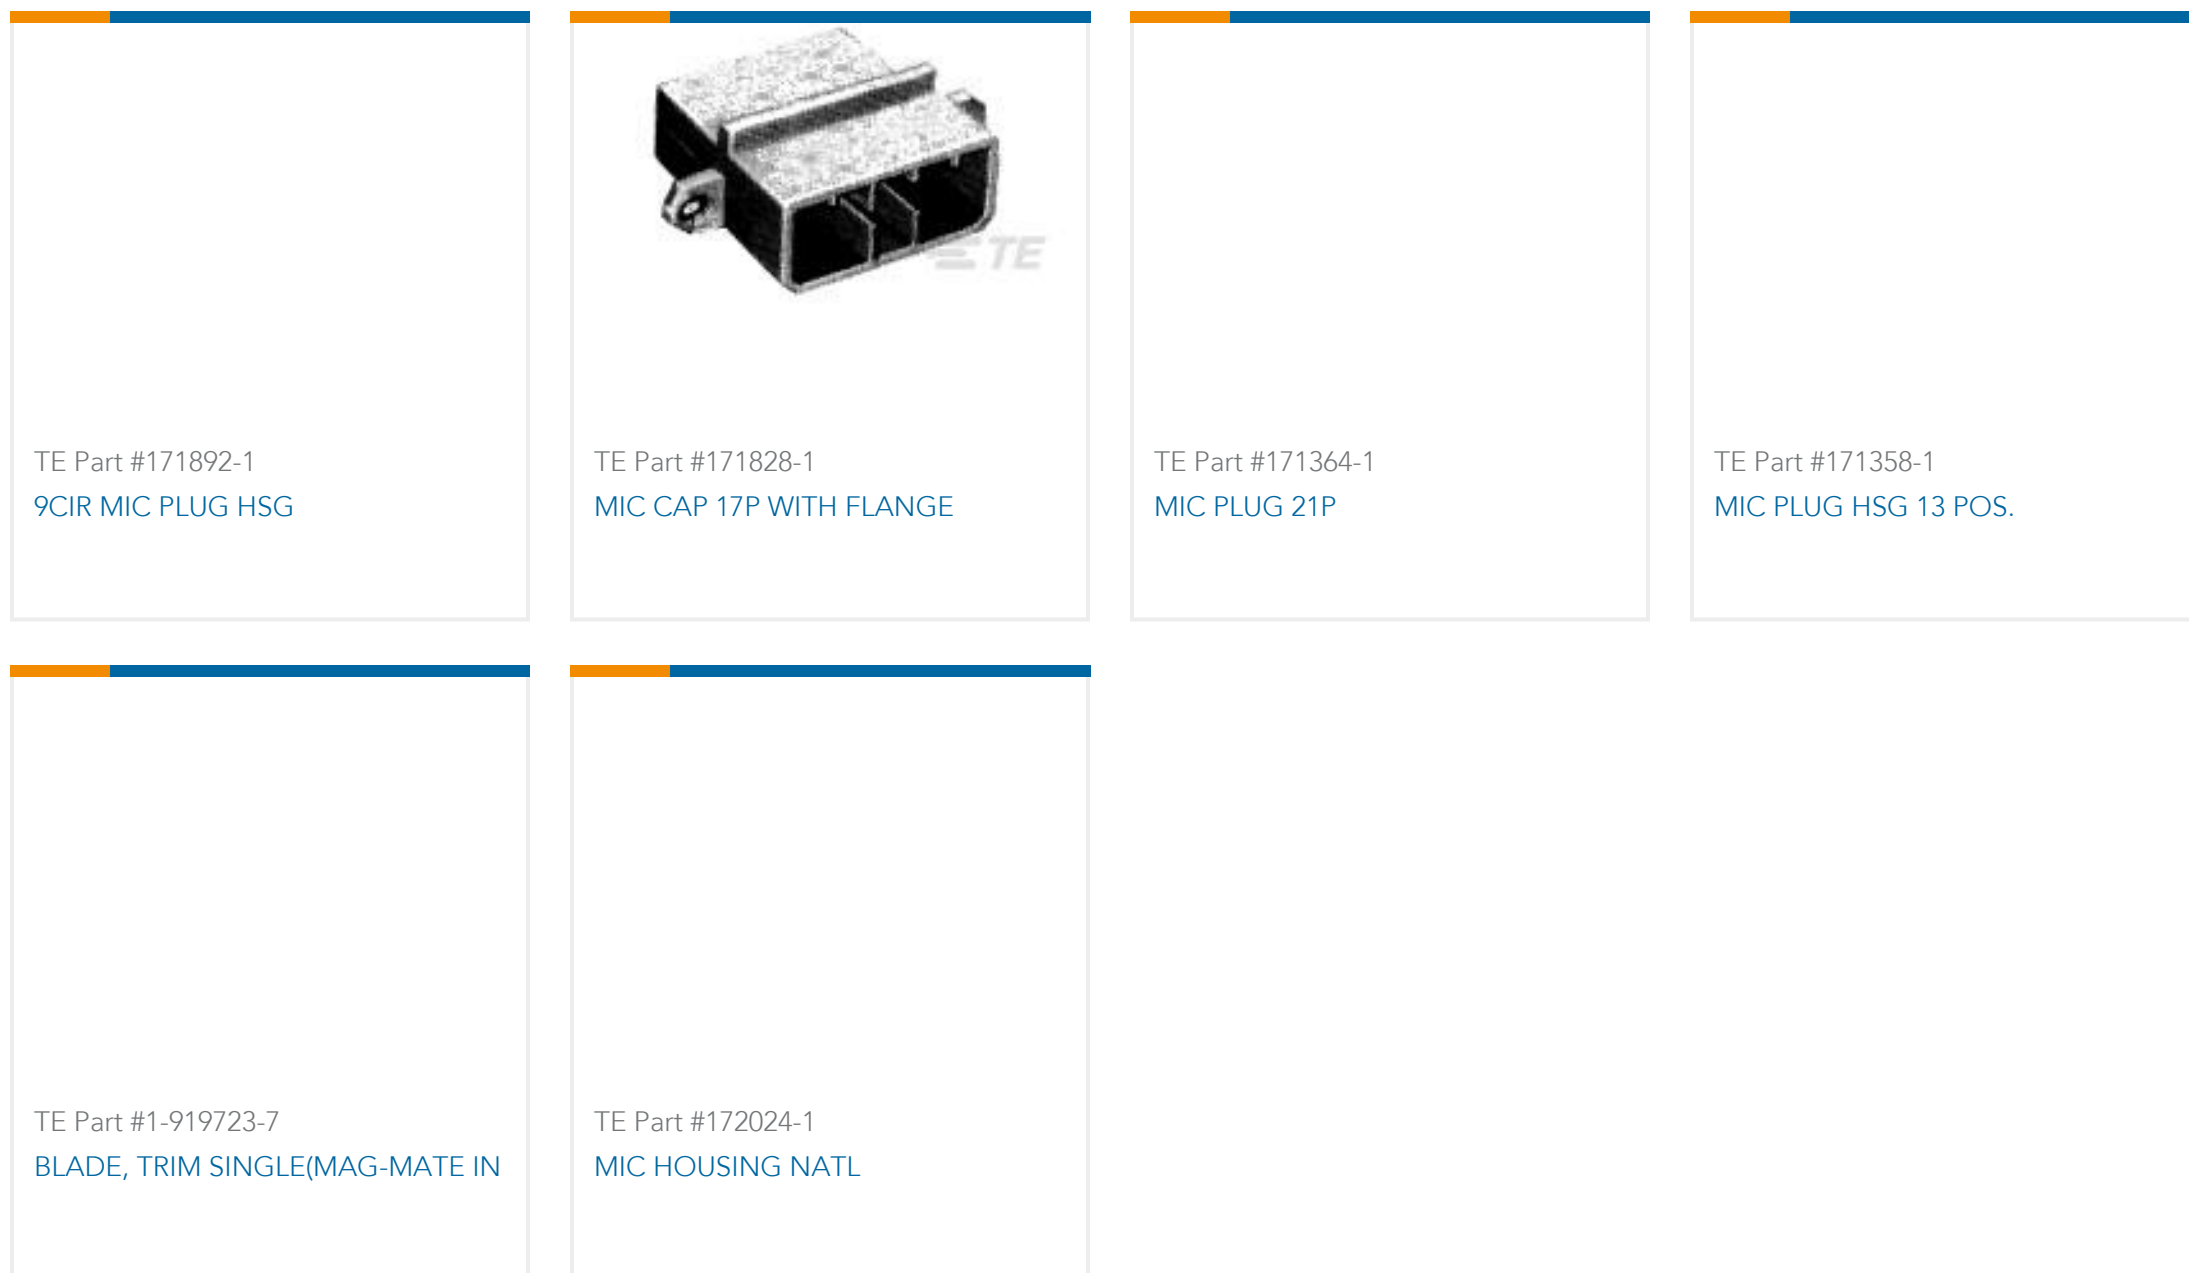 TE
TE Part #171892-1
9CIR MIC PLUG HSG
TE Part #171828-1
MIC CAP 17P WITH FLANGE
TE Part #171364-1
MIC PLUG 21P
TE Part #171358-1
MIC PLUG HSG 13 POS.
TE Part #1-919723-7
BLADE, TRIM SINGLE(MAG-MATE IN
TE Part #172024-1
MIC HOUSING NATL